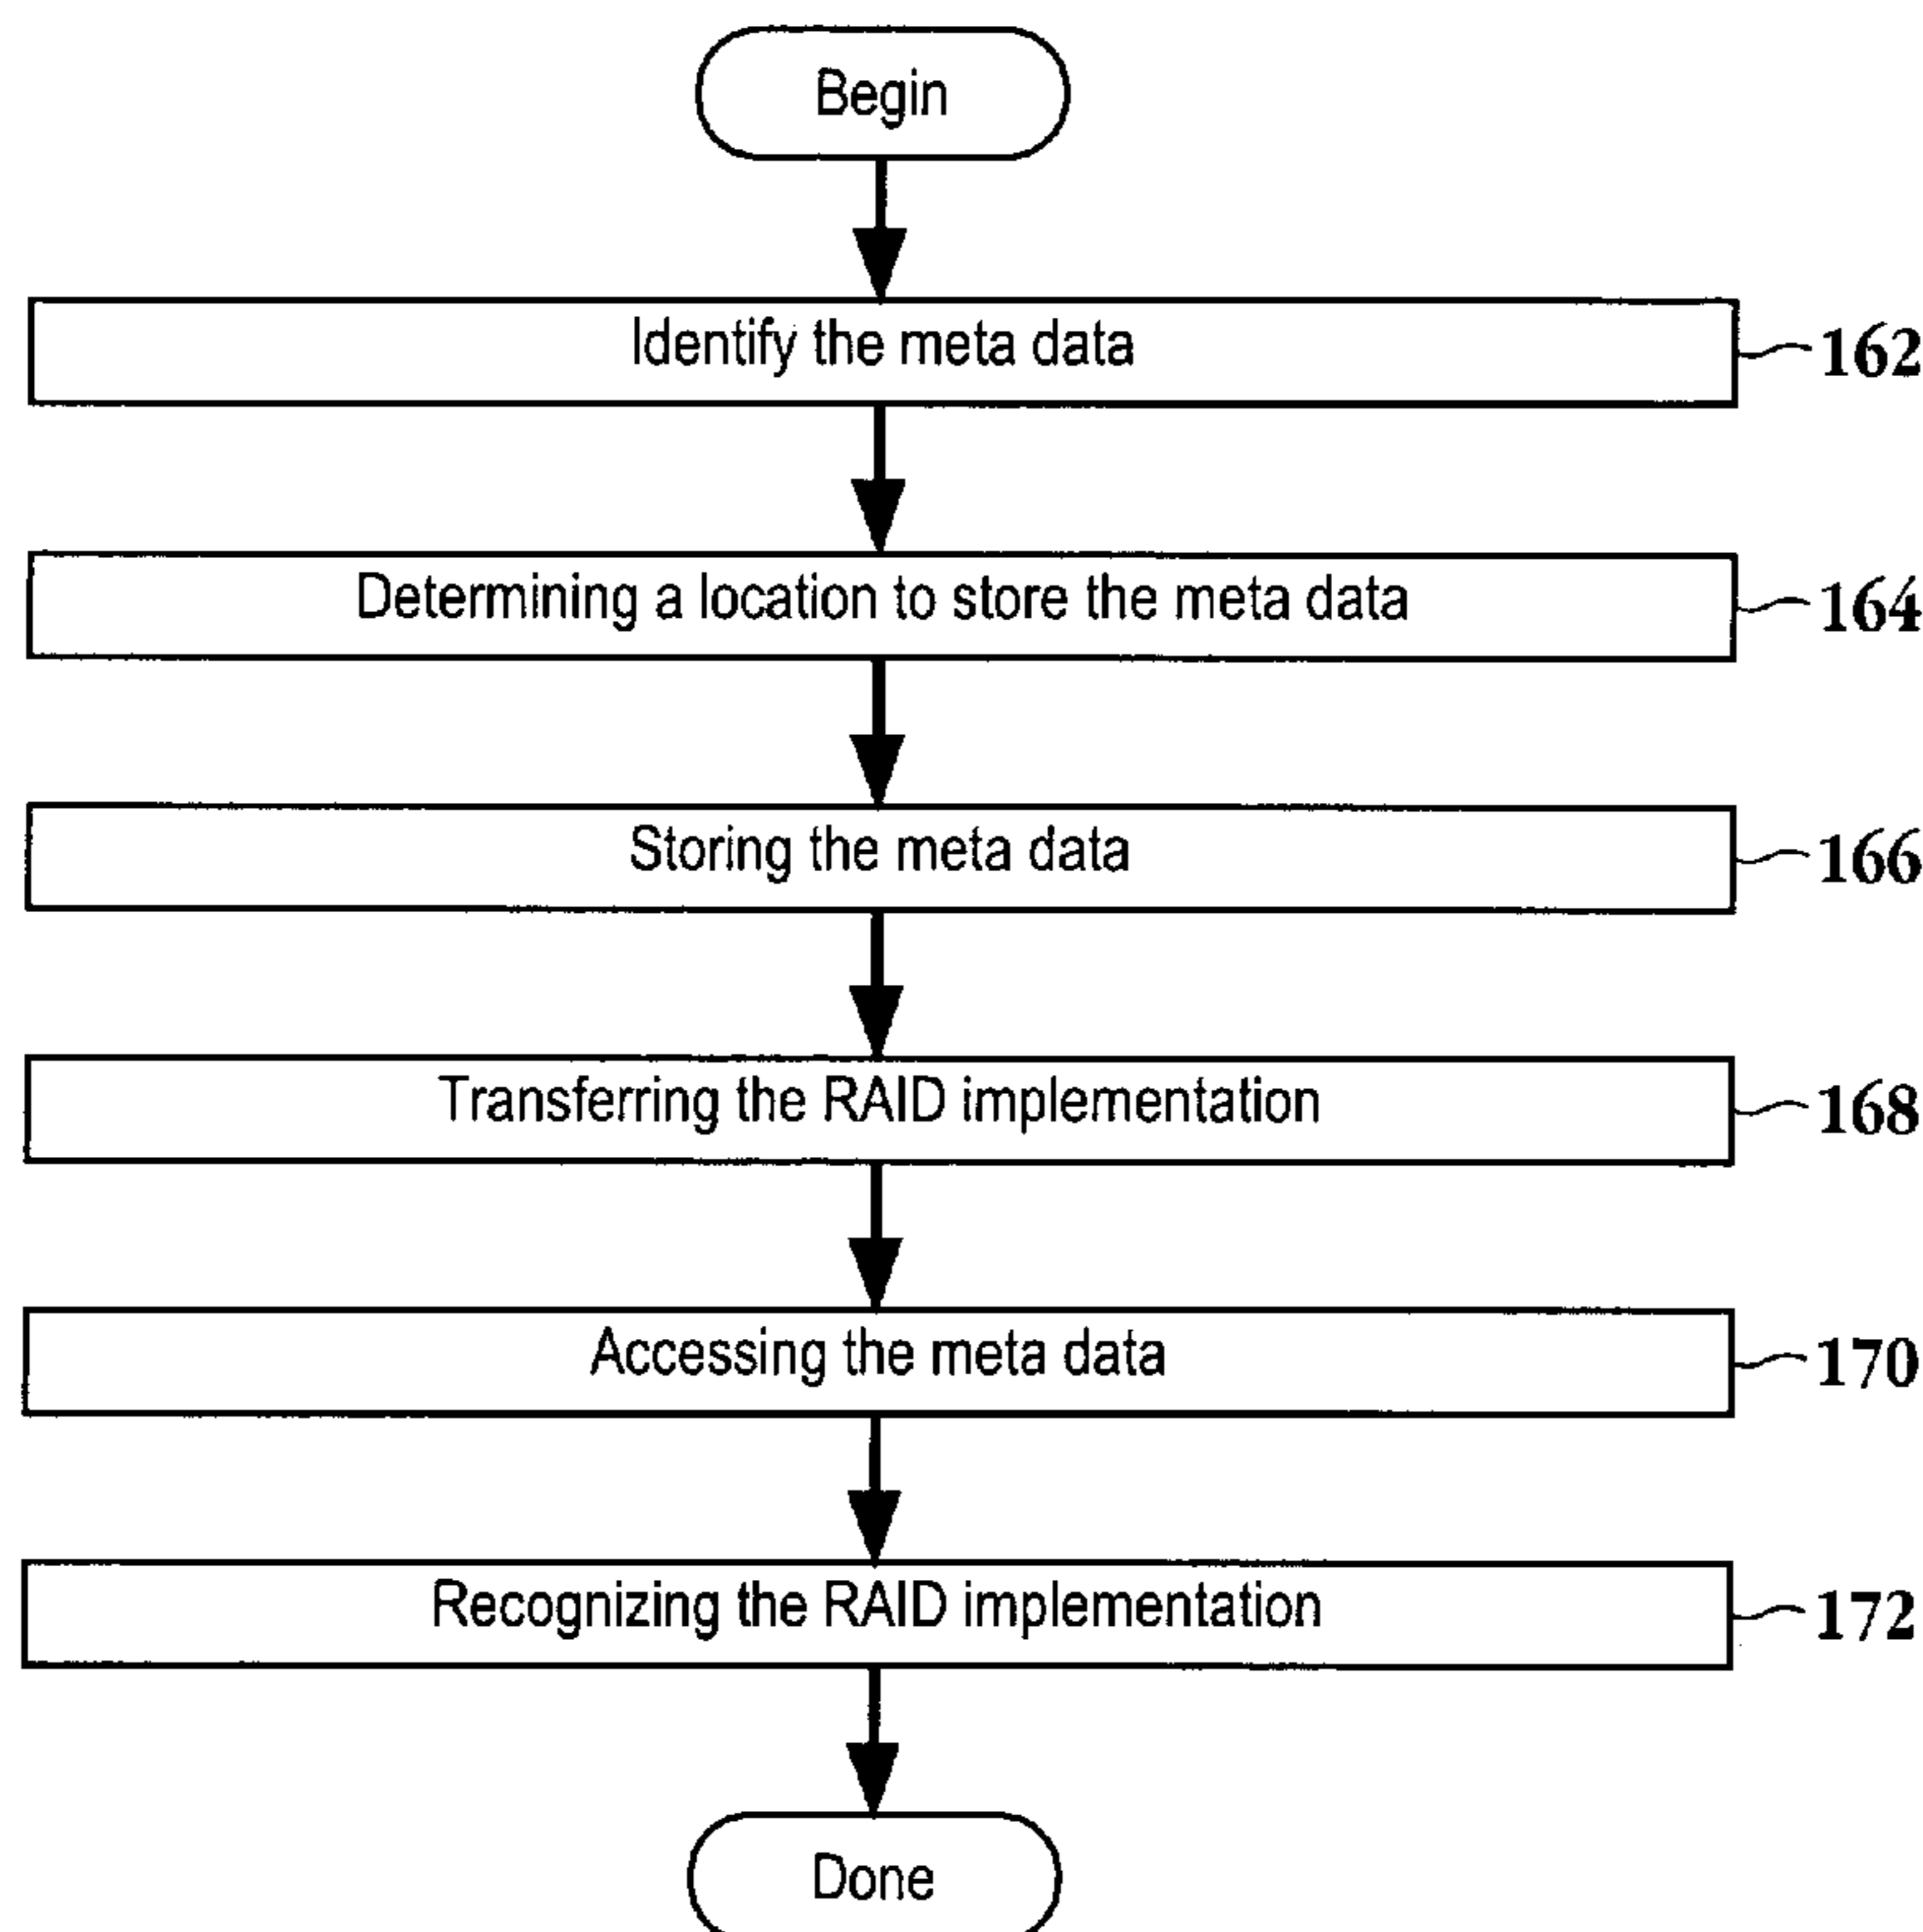 Begin
Identify the meta data
162
Determining a location to store the meta data
164
Storing the meta data
166
Transferring the RAID implementation
168
Accessing the meta data
170
Recognizing the RAID implementation
172
Done